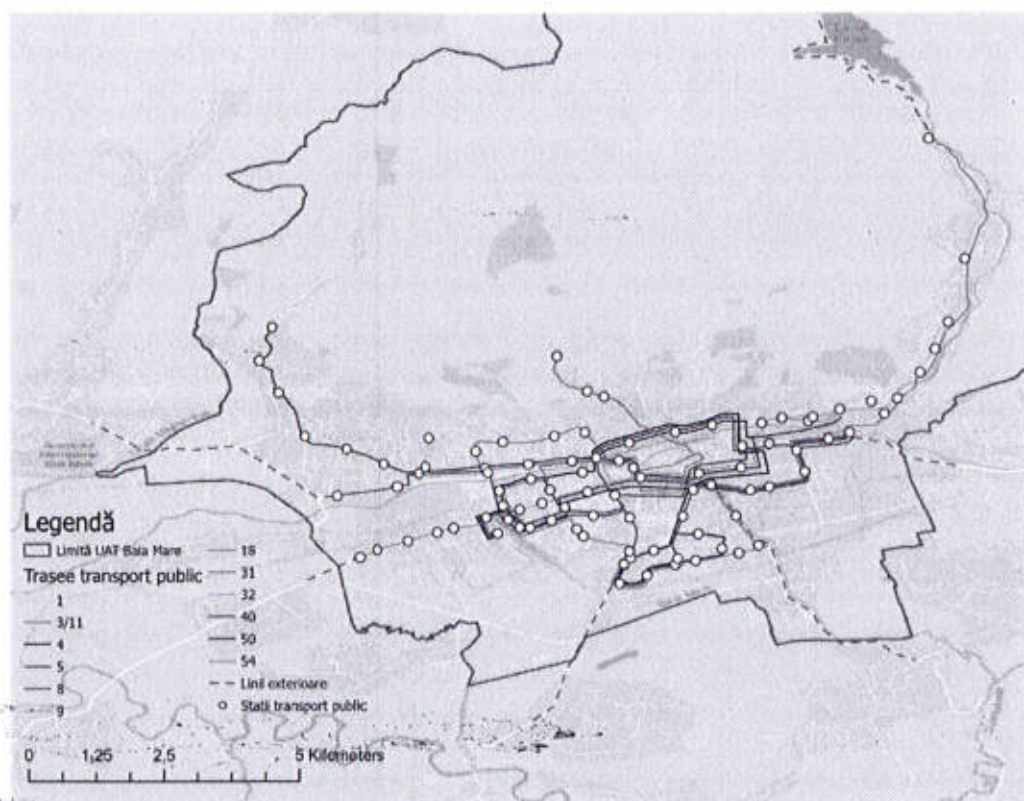 Legendă
Limită UAT Baia Mare
Trasee transport public
1
3/11
4
5
8
9
18
31
32
40
50
54
Linii exterioare
Stații transport public
0 1,25 2,5 5 Kilometers